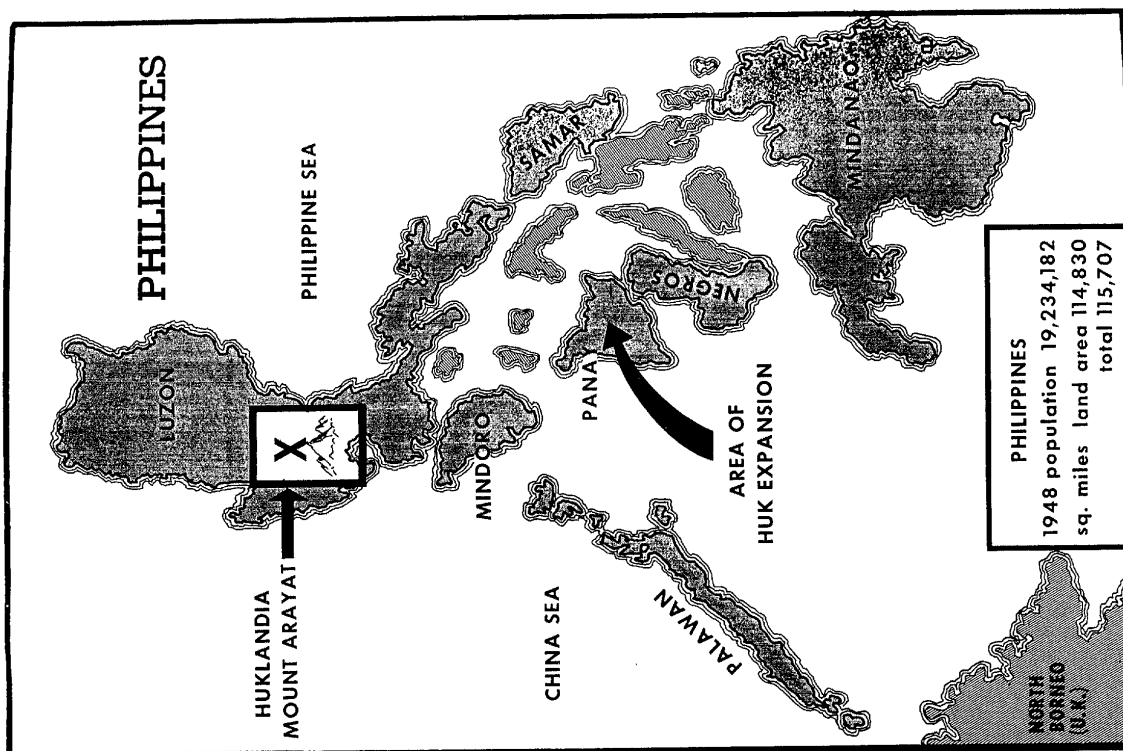 PHILIPPINES
LUZON
PHILIPPINE SEA
HUKLANDIA
MOUNT ARAYAT
X
SAMAR
MINDORO
PANAY
NEGROS
CHINA SEA
AREA OF
HUK EXPANSION
PALAWAN
MINDANAO
NORTH
BORNEO
(U.K.)
PHILIPPINES
1948 population 19,234,182
sq. miles land area 114,830
total 115,707